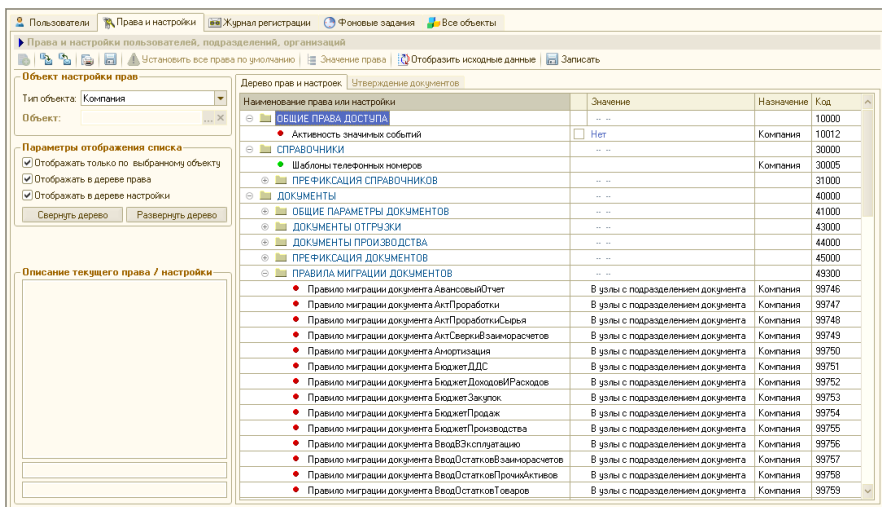 Пользователи Права и настройки Журнал регистрации Фоновые задания Все объекты
Права и настройки пользователей, подразделений, организаций
Установить все права по умолчанию Значение права Отобразить исходные данные Записать
Объект настройки прав
Тип объекта: Компания
Объект:
Параметры отображения списка
Отображать только по выбранному объекту
Отображать в дереве права
Отображать в дереве настройки
Свернуть дерево Развернуть дерево
Описание текущего права / настройки
Дерево прав и настроек Утверждение документов
Наименование права или настройки Значение Назначение Код
ОБЩИЕ ПРАВА ДОСТУПА -- -- 10000
Активность значимых событий Нет Компания 10012
СПРАВОЧНИКИ -- -- 30000
Шаблоны телефонных номеров Компания 30005
ПРЕФИКСАЦИЯ СПРАВОЧНИКОВ -- -- 31000
ДОКУМЕНТЫ -- -- 40000
ОБЩИЕ ПАРАМЕТРЫ ДОКУМЕНТОВ -- -- 41000
ДОКУМЕНТЫ ОТГРУЗКИ -- -- 43000
ДОКУМЕНТЫ ПРОИЗВОДСТВА -- -- 44000
ПРЕФИКСАЦИЯ ДОКУМЕНТОВ -- -- 45000
ПРАВИЛА МИГРАЦИИ ДОКУМЕНТОВ -- -- 49300
Правило миграции документа АвансовыйОтчет В узлы с подразделением документа Компания 99746
Правило миграции документа АктПроработки В узлы с подразделением документа Компания 99747
Правило миграции документа АктПроработкиСырья В узлы с подразделением документа Компания 99748
Правило миграции документа АктСверкиВзаиморасчетов В узлы с подразделением документа Компания 99749
Правило миграции документа Амортизация В узлы с подразделением документа Компания 99750
Правило миграции документа БюджетДДС В узлы с подразделением документа Компания 99751
Правило миграции документа БюджетДоходовИРасходов В узлы с подразделением документа Компания 99752
Правило миграции документа БюджетЗакупок В узлы с подразделением документа Компания 99753
Правило миграции документа БюджетПродаж В узлы с подразделением документа Компания 99754
Правило миграции документа БюджетПроизводства В узлы с подразделением документа Компания 99755
Правило миграции документа ВводВЭксплуатацию В узлы с подразделением документа Компания 99756
Правило миграции документа ВводОстатковВзаиморасчетов В узлы с подразделением документа Компания 99757
Правило миграции документа ВводОстатковПрочихАктивов В узлы с подразделением документа Компания 99758
Правило миграции документа ВводОстатковТоваров В узлы с подразделением документа Компания 99759